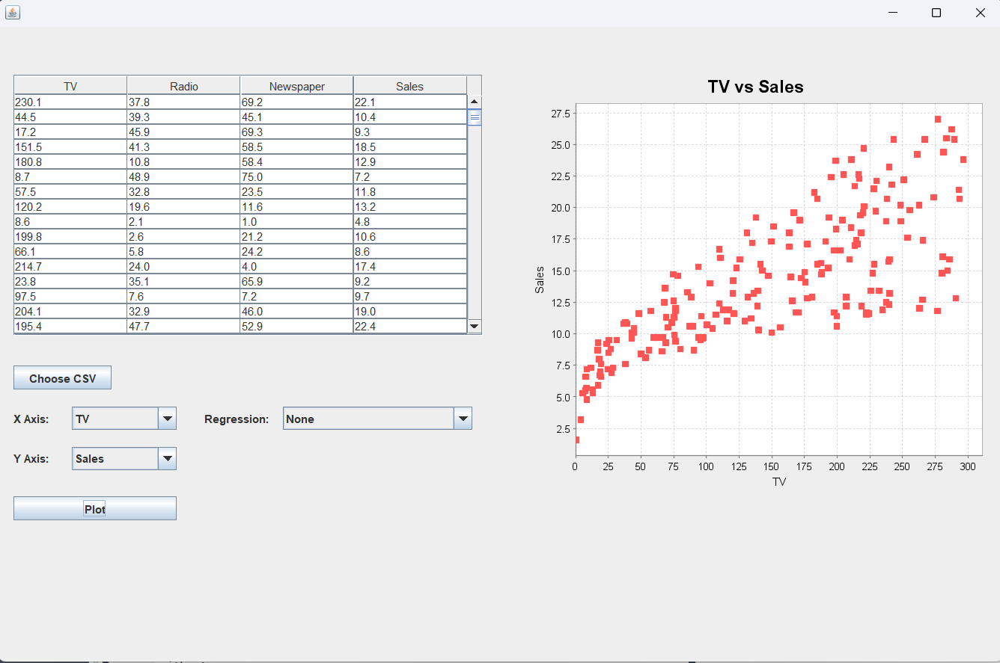 TV Radio Newspaper Sales
230.1 37.8 69.2 22.1
44.5 39.3 45.1 10.4
17.2 45.9 69.3 9.3
151.5 41.3 58.5 18.5
180.8 10.8 58.4 12.9
8.7 48.9 75.0 7.2
57.5 32.8 23.5 11.8
120.2 19.6 11.6 13.2
8.6 2.1 1.0 4.8
199.8 2.6 21.2 10.6
66.1 5.8 24.2 8.6
214.7 24.0 4.0 17.4
23.8 35.1 65.9 9.2
97.5 7.6 7.2 9.7
204.1 32.9 46.0 19.0
195.4 47.7 52.9 22.4
Choose CSV
X Axis: TV Regression: None
Y Axis: Sales
Plot
TV vs Sales
27.5
25.0
22.5
20.0
17.5
15.0
12.5
10.0
7.5
5.0
2.5
Sales
0 25 50 75 100 125 150 175 200 225 250 275 300
TV